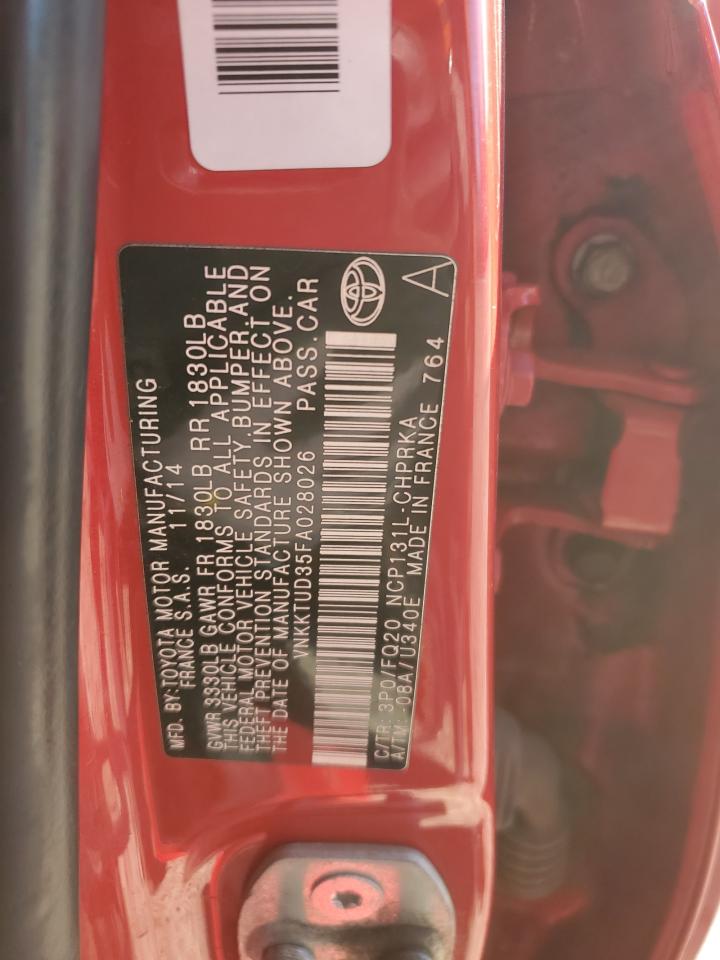 MFD. BY: TOYOTA MOTOR MANUFACTURING
FRANCE S.A.S. 11/14
GVWR 3330LB GAWR FR 1830LB RR 1830LB
THIS VEHICLE CONFORMS TO ALL APPLICABLE
FEDERAL MOTOR VEHICLE SAFETY, BUMPER, AND
THEFT PREVENTION STANDARDS IN EFFECT ON
THE DATE OF MANUFACTURE SHOWN ABOVE.
VNKKTUD35FA028026 PASS. CAR
C/TR: 3P0/FQ20 NCP131L-CHPRKA
A/TM: -08A/U340E MADE IN FRANCE 764
A